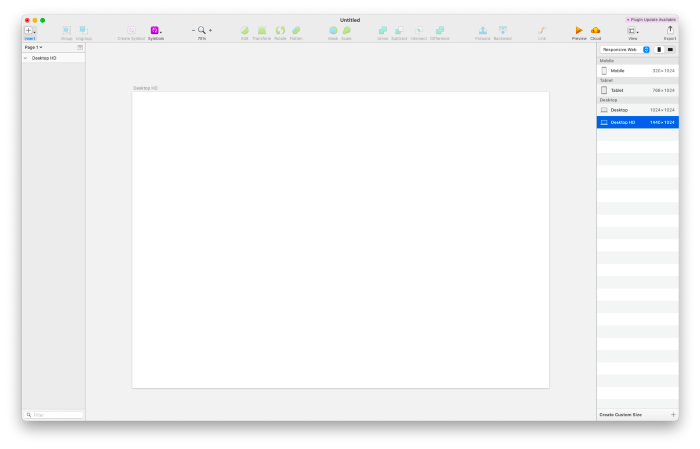 Untitled
Plugin Update Available
Insert
Group
Ungroup
Create Symbol
Symbols
76%
Edit
Transform
Rotate
Flatten
Mask
Scale
Union
Subtract
Intersect
Difference
Forward
Backward
Link
Preview
Cloud
View
Export
Page 1
Desktop HD
Desktop HD
Responsive Web
Mobile
Mobile 320×1024
Tablet
Tablet 768×1024
Desktop
Desktop 1024×1024
Desktop HD 1440×1024
Filter
Create Custom Size